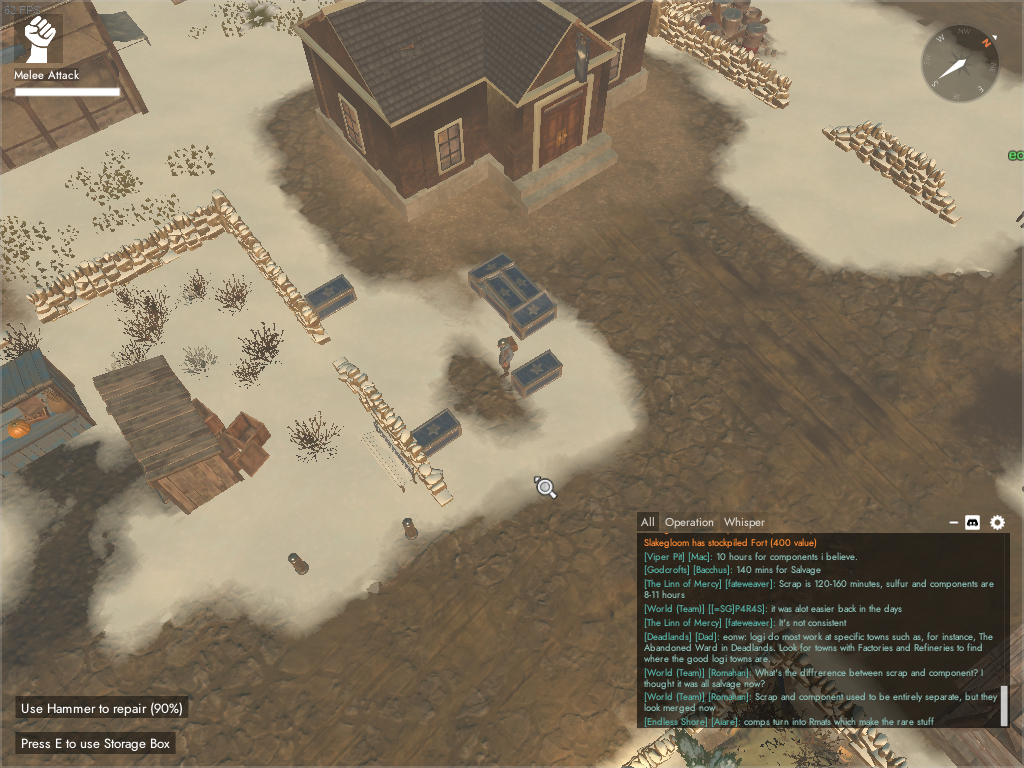 62 FPS
Melee Attack
W
NW
N
S
E
ec
All Operation Whisper
Slakegloom has stockpiled Fort (400 value)
[Viper Pit] [Mac]: 10 hours for components i believe.
[Godcrofts] [Bacchus]: 140 mins for Salvage
[The Linn of Mercy] [fateweaver]: Scrap is 120-160 minutes, sulfur and components are
8-11 hours
[World (Team)] [[=SG]P4R4S]: it was alot easier back in the days
[The Linn of Mercy] [fateweaver]: It's not consistent
[Deadlands] [Dad]: eonw: logi do most work at specific towns such as, for instance, The
Abandoned Ward in Deadlands. Look for towns with Factories and Refineries to find
where the good logi towns are.
[World (Team)] [Romahan]: What's the diffrerence between scrap and component? I
thought it was all salvage now?
[World (Team)] [Romahan]: Scrap and component used to be entirely separate, but they
look merged now
[Endless Shore] [Aiare]: comps turn into Rmats which make the rare stuff
Use Hammer to repair (90%)
Press E to use Storage Box